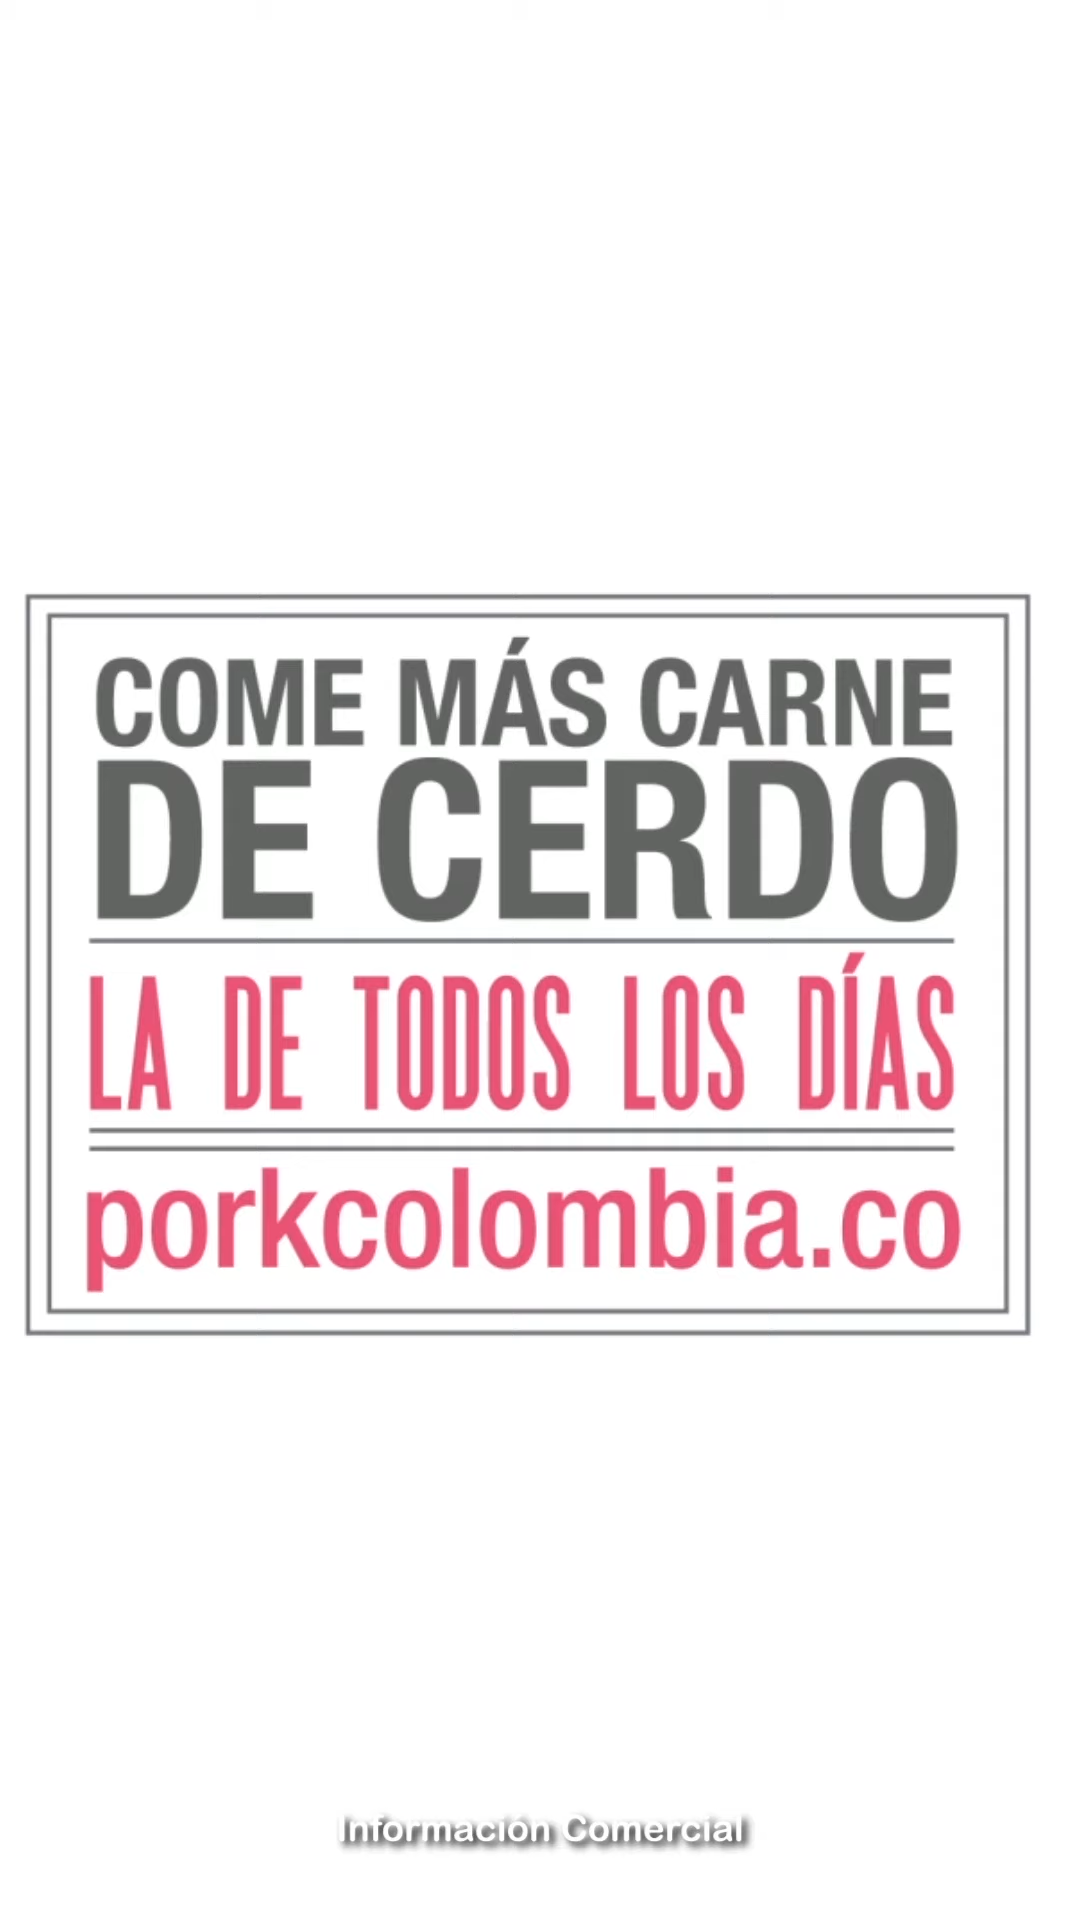 COME MÁS CARNE
DE CERDO
LA DE TODOS LOS DÍAS
porkcolombia.co
Información Comercial